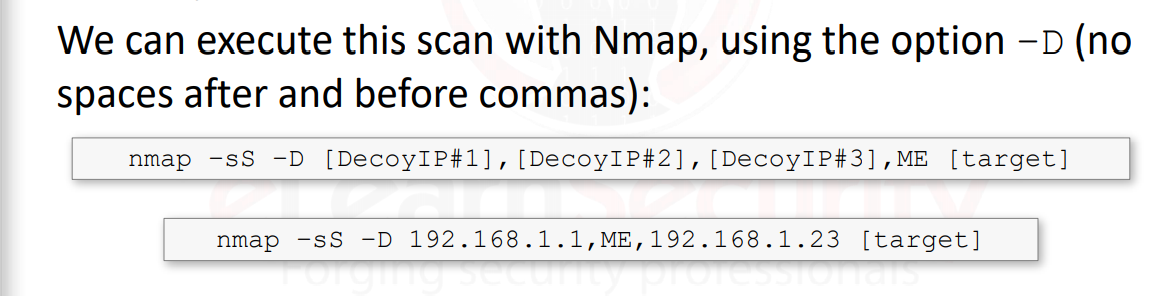 We can execute this scan with Nmap, using the option –D (no
spaces after and before commas):
nmap –sS –D [DecoyIP#1],[DecoyIP#2],[DecoyIP#3],ME [target]
eLearnSecurity
nmap –sS –D 192.168.1.1,ME,192.168.1.23 [target]
Forging security professionals